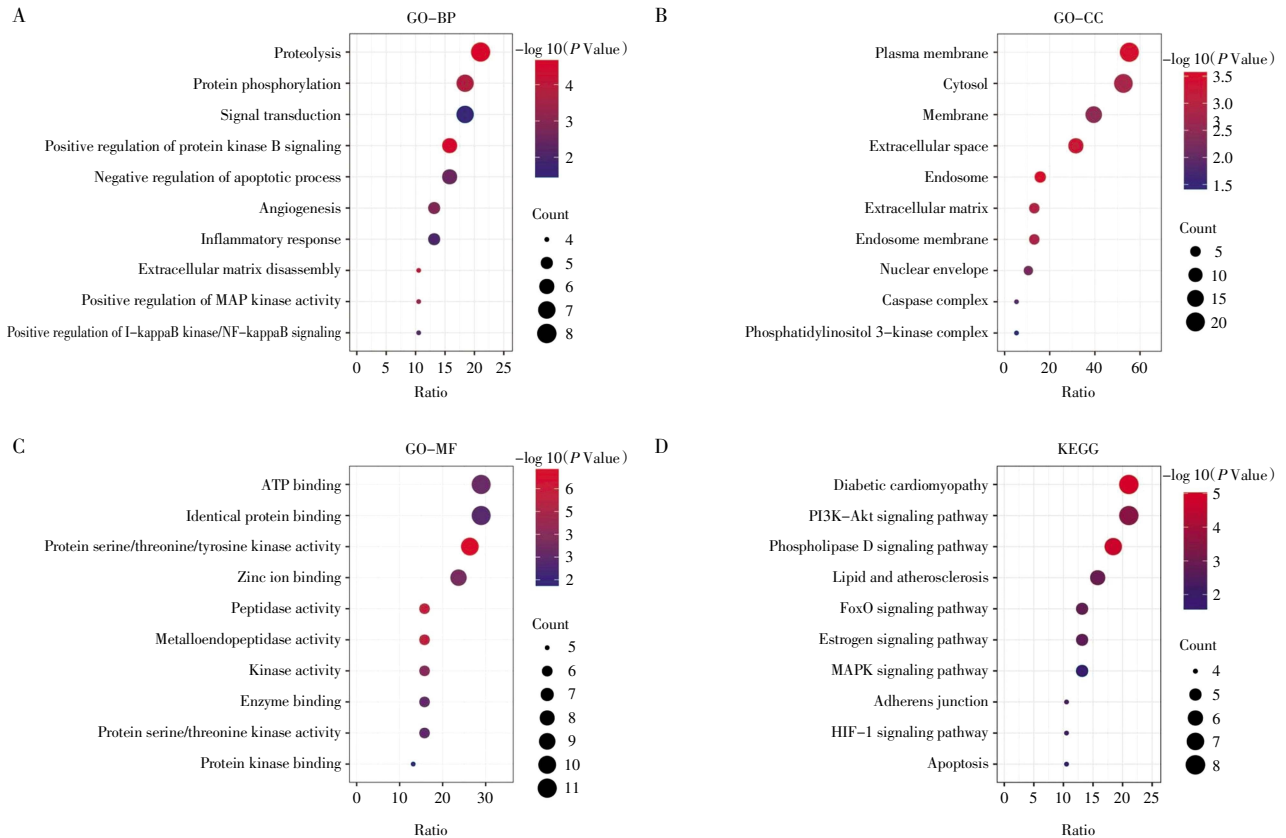 A
GO-BP
Proteolysis
Protein phosphorylation
Signal transduction
Positive regulation of protein kinase B signaling
Negative regulation of apoptotic process
Angiogenesis
Inflammatory response
Extracellular matrix disassembly
Positive regulation of MAP kinase activity
Positive regulation of I-kappaB kinase/NF-kappaB signaling
0 5 10 15 20 25
Ratio
-log 10(P Value)
4
3
2
Count
4
5
6
7
8
B
GO-CC
Plasma membrane
Cytosol
Membrane
Extracellular space
Endosome
Extracellular matrix
Endosome membrane
Nuclear envelope
Caspase complex
Phosphatidylinositol 3-kinase complex
0 20 40 60
Ratio
-log 10(P Value)
3.5
3.0
2.5
2.0
1.5
Count
5
10
15
20
C
GO-MF
ATP binding
Identical protein binding
Protein serine/threonine/tyrosine kinase activity
Zinc ion binding
Peptidase activity
Metalloendopeptidase activity
Kinase activity
Enzyme binding
Protein serine/threonine kinase activity
Protein kinase binding
0 10 20 30
Ratio
-log 10(P Value)
6
5
3
3
2
Count
5
6
7
8
9
10
11
D
KEGG
Diabetic cardiomyopathy
PI3K-Akt signaling pathway
Phospholipase D signaling pathway
Lipid and atherosclerosis
FoxO signaling pathway
Estrogen signaling pathway
MAPK signaling pathway
Adherens junction
HIF-1 signaling pathway
Apoptosis
0 5 10 15 20 25
Ratio
-log 10(P Value)
5
4
3
2
Count
4
5
6
7
8